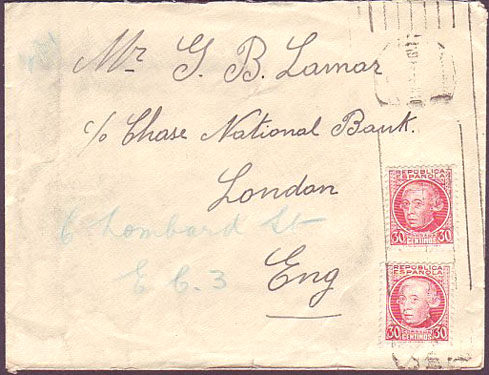 Mr G. B. Lamar
c/o Chase National Bank.
London
6 Lombard St
E C. 3
Eng
REPUBLICA
ESPAÑOLA
30 CENTIMOS 30
REPUBLICA
ESPAÑOLA
30 CENTIMOS 30